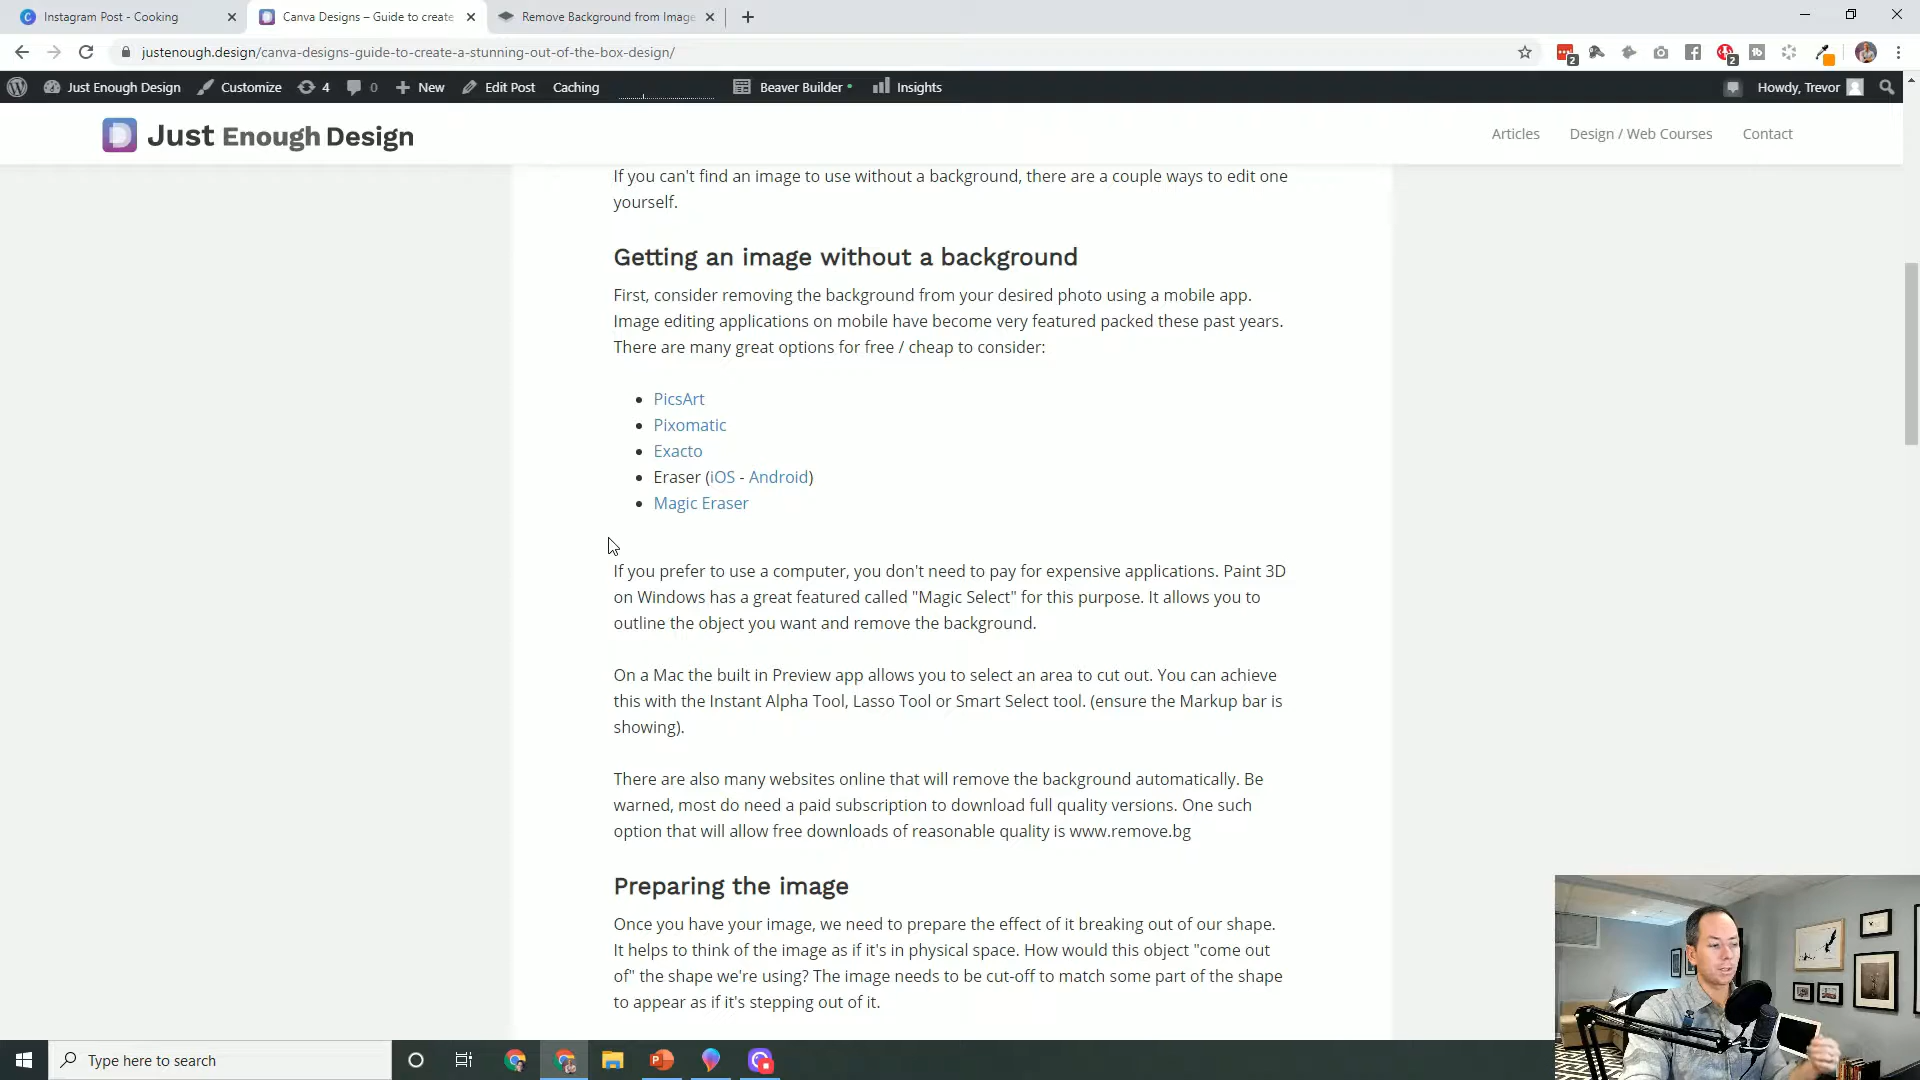 Instagram Post - Cooking
Canva Designs – Guide to create
Remove Background from Image
justenough.design/canva-designs-guide-to-create-a-stunning-out-of-the-box-design/
2
2
Just Enough Design
Customize
4
0
New
Edit Post
Caching
Beaver Builder
Insights
Howdy, Trevor
Just Enough Design
Articles
Design / Web Courses
Contact
If you can't find an image to use without a background, there are a couple ways to edit one
yourself.
Getting an image without a background
First, consider removing the background from your desired photo using a mobile app.
Image editing applications on mobile have become very featured packed these past years.
There are many great options for free / cheap to consider:
PicsArt
Pixomatic
Exacto
Eraser (iOS - Android)
Magic Eraser
If you prefer to use a computer, you don't need to pay for expensive applications. Paint 3D
on Windows has a great featured called "Magic Select" for this purpose. It allows you to
outline the object you want and remove the background.
On a Mac the built in Preview app allows you to select an area to cut out. You can achieve
this with the Instant Alpha Tool, Lasso Tool or Smart Select tool. (ensure the Markup bar is
showing).
There are also many websites online that will remove the background automatically. Be
warned, most do need a paid subscription to download full quality versions. One such
option that will allow free downloads of reasonable quality is www.remove.bg
Preparing the image
Once you have your image, we need to prepare the effect of it breaking out of our shape.
It helps to think of the image as if it's in physical space. How would this object "come out
of" the shape we're using? The image needs to be cut-off to match some part of the shape
to appear as if it's stepping out of it.
Type here to search